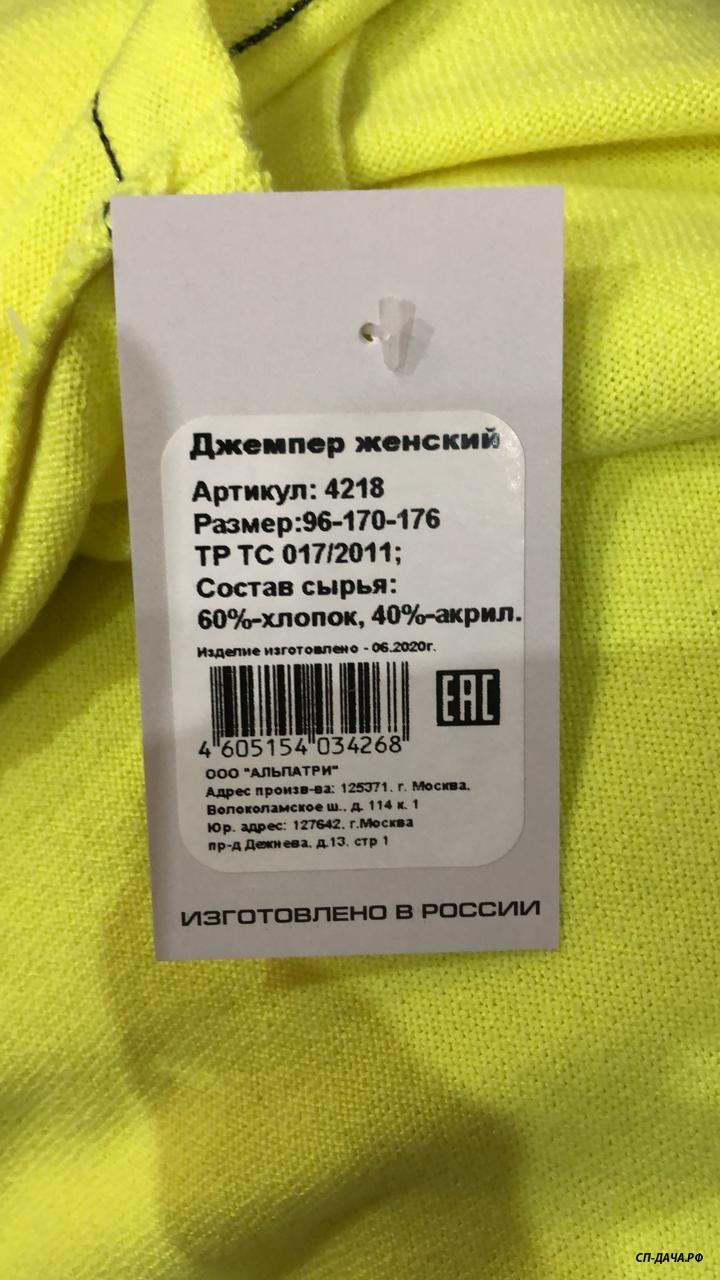 Джемпер женский
Артикул: 4218
Размер:96-170-176
ТР ТС 017/2011;
Состав сырья:
60%-хлопок, 40%-акрил.
Изделие изготовлено - 06.2020г.
EAC
4 605154 034268
ООО "АЛЬПАТРИ"
Адрес произв-ва: 125371. г. Москва.
Волоколамское ш.. д. 114 к. 1
Юр. адрес: 127642. г.Москва
пр-д Дежнева. д.13. стр 1
ИЗГОТОВЛЕНО В РОССИИ
СП-ДАЧА.РФ